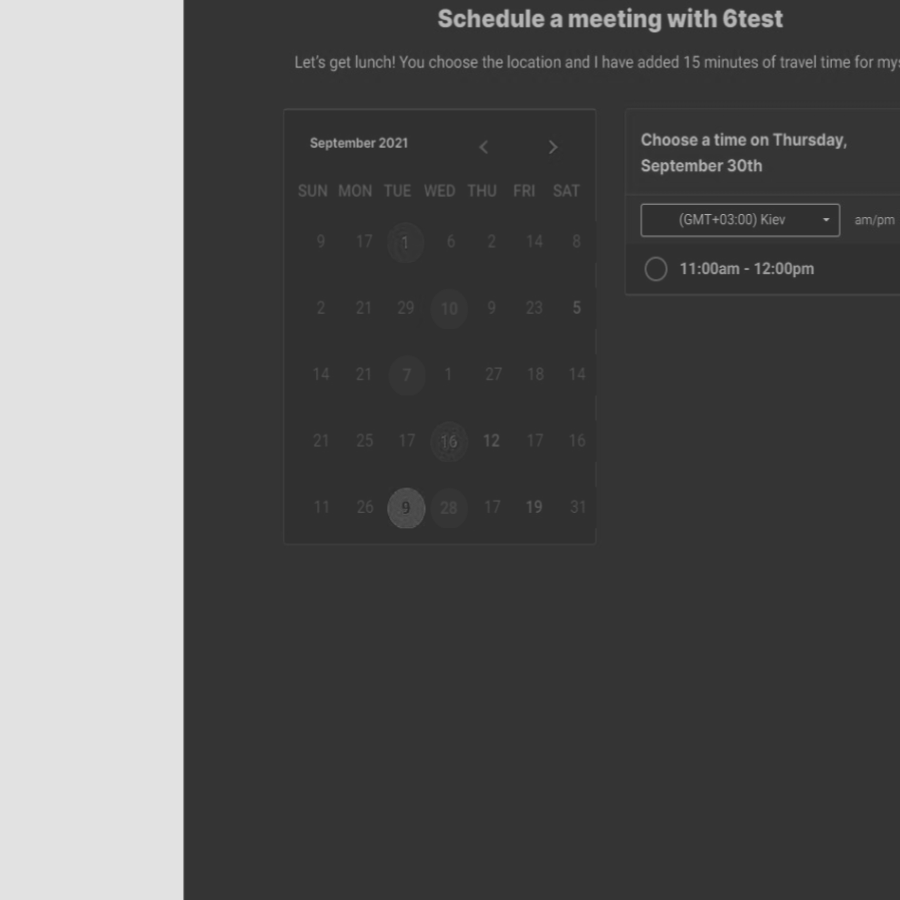 Schedule a meeting with 6test
Let's get lunch! You choose the location and I have added 15 minutes of travel time for my
September 2021
SUN MON TUE WED THU FRI SAT
9 17 1 6 2 14 8
2 21 29 10 9 23 5
14 21 7 1 27 18 14
21 25 17 16 12 17 16
11 26 9 28 17 19 31
Choose a time on Thursday,
September 30th
(GMT+03:00) Kiev am/pm
11:00am - 12:00pm